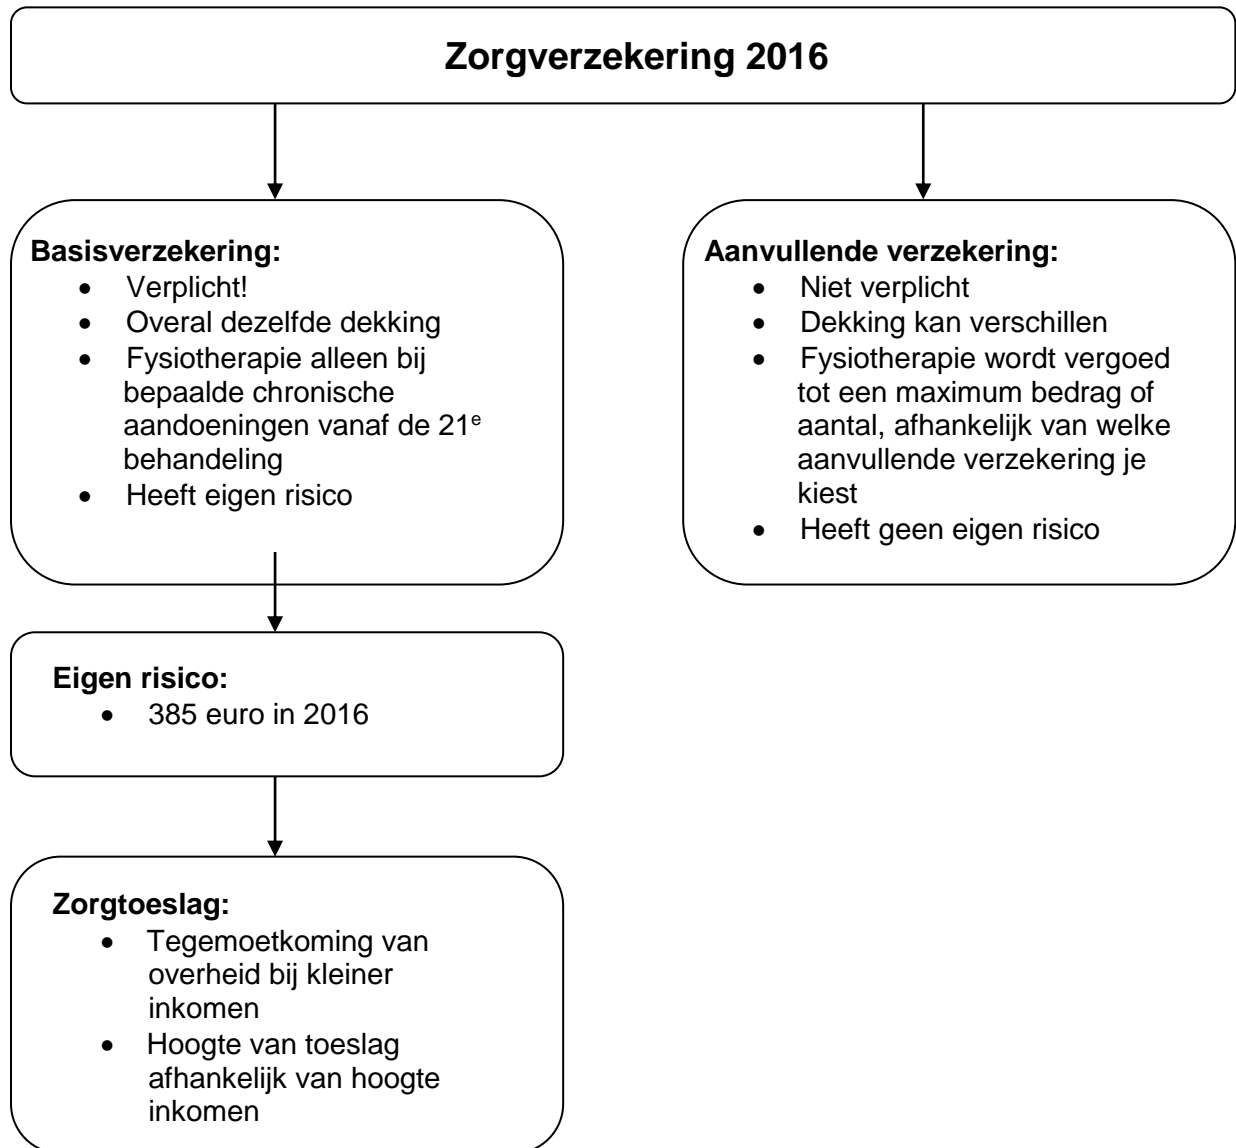 Zorgverzekering 2016
Basisverzekering:
• Verplicht!
• Overal dezelfde dekking
• Fysiotherapie alleen bij
bepaalde chronische
aandoeningen vanaf de 21e
behandeling
• Heeft eigen risico
Aanvullende verzekering:
• Niet verplicht
• Dekking kan verschillen
• Fysiotherapie wordt vergoed
tot een maximum bedrag of
aantal, afhankelijk van welke
aanvullende verzekering je
kiest
• Heeft geen eigen risico
Eigen risico:
• 385 euro in 2016
Zorgtoeslag:
• Tegemoetkoming van
overheid bij kleiner
inkomen
• Hoogte van toeslag
afhankelijk van hoogte
inkomen